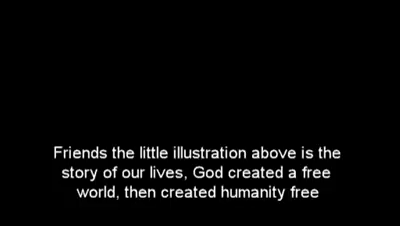 Friends the little illustration above is the
story of our lives, God created a free
world, then created humanity free